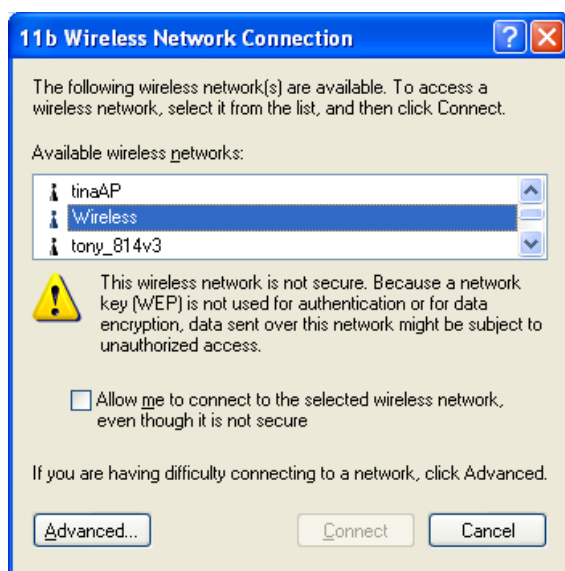 11b Wireless Network Connection
The following wireless network(s) are available. To access a
wireless network, select it from the list, and then click Connect.
Available wireless networks:
tinaAP
Wireless
tony_814v3
This wireless network is not secure. Because a network
key (WEP) is not used for authentication or for data
encryption, data sent over this network might be subject to
unauthorized access.
Allow me to connect to the selected wireless network,
even though it is not secure
If you are having difficulty connecting to a network, click Advanced.
Advanced... Connect Cancel